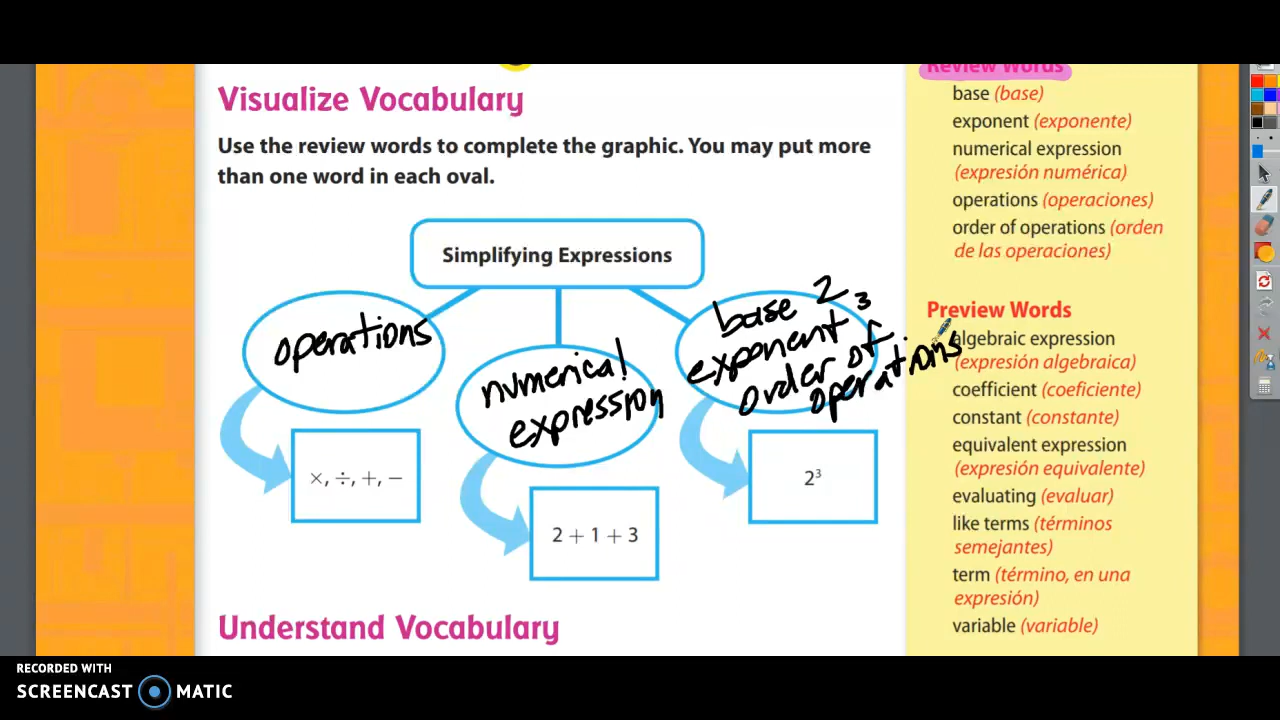 Review Words
Visualize Vocabulary
Use the review words to complete the graphic. You may put more
than one word in each oval.
Simplifying Expressions
operations
numerical
expression
base 2
exponent 3
order of
operations
×, ÷, +, −
2 + 1 + 3
2³
Understand Vocabulary
base (base)
exponent (exponente)
numerical expression
(expresión numérica)
operations (operaciones)
order of operations (orden
de las operaciones)
Preview Words
algebraic expression
(expresión algebraica)
coefficient (coeficiente)
constant (constante)
equivalent expression
(expresión equivalente)
evaluating (evaluar)
like terms (términos
semejantes)
term (término, en una
expresión)
variable (variable)
RECORDED WITH
SCREENCAST MATIC